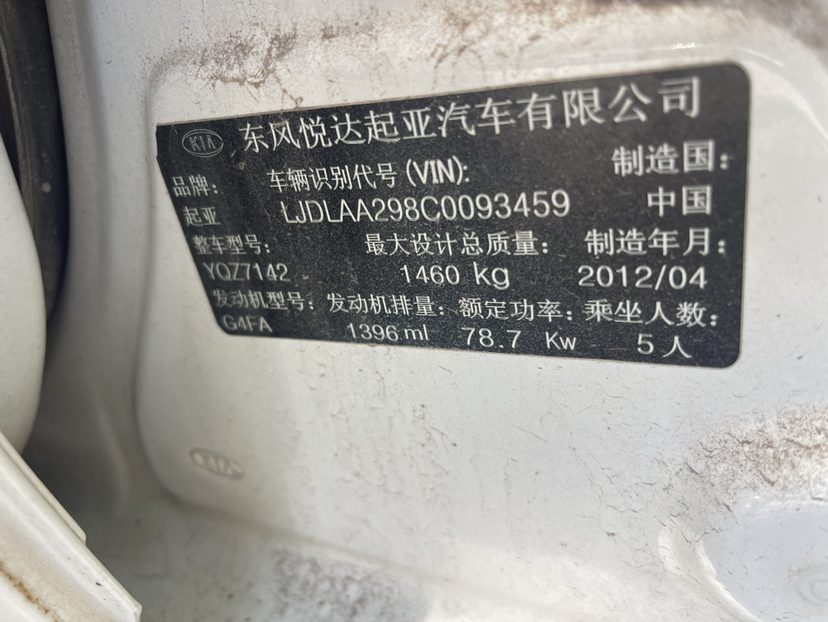 KIA 东风悦达起亚汽车有限公司
品牌: 车辆识别代号 (VIN): 制造国:
起亚 LJDLAA298C0093459 中国
整车型号: 最大设计总质量: 制造年月:
YQZ7142 1460 kg 2012/04
发动机型号: 发动机排量: 额定功率: 乘坐人数:
G4FA 1396 ml 78.7 Kw 5 人
KIA